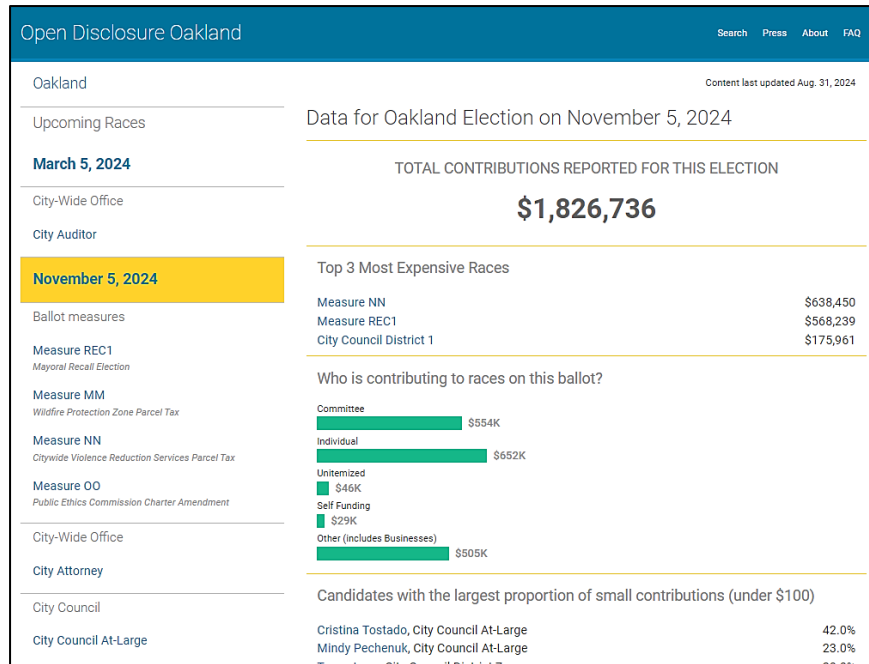 Open Disclosure Oakland
Search Press About FAQ
Oakland
Upcoming Races
March 5, 2024
City-Wide Office
City Auditor
November 5, 2024
Ballot measures
Measure REC1
Mayoral Recall Election
Measure MM
Wildfire Protection Zone Parcel Tax
Measure NN
Citywide Violence Reduction Services Parcel Tax
Measure OO
Public Ethics Commission Charter Amendment
City-Wide Office
City Attorney
City Council
City Council At-Large
Content last updated Aug. 31, 2024
Data for Oakland Election on November 5, 2024
TOTAL CONTRIBUTIONS REPORTED FOR THIS ELECTION
$1,826,736
Top 3 Most Expensive Races
Measure NN $638,450
Measure REC1 $568,239
City Council District 1 $175,961
Who is contributing to races on this ballot?
Committee
$554K
Individual
$652K
Unitemized
$46K
Self Funding
$29K
Other (includes Businesses)
$505K
Candidates with the largest proportion of small contributions (under $100)
Cristina Tostado, City Council At-Large 42.0%
Mindy Pechenuk, City Council At-Large 23.0%